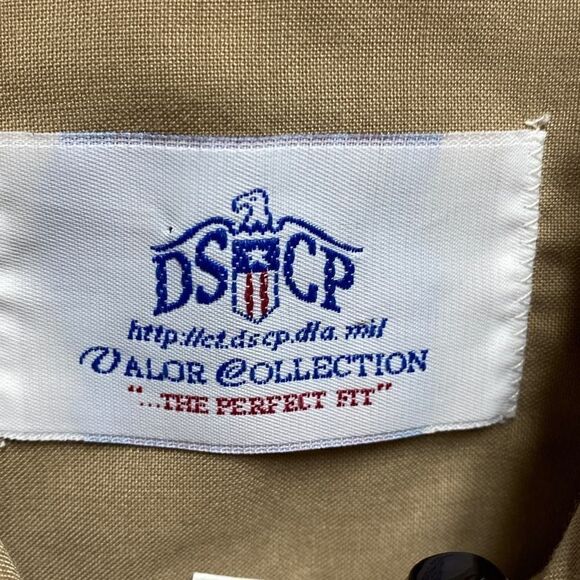 DSCP
http://ct.dscp.dla.mil
VALOR COLLECTION
"...THE PERFECT FIT"